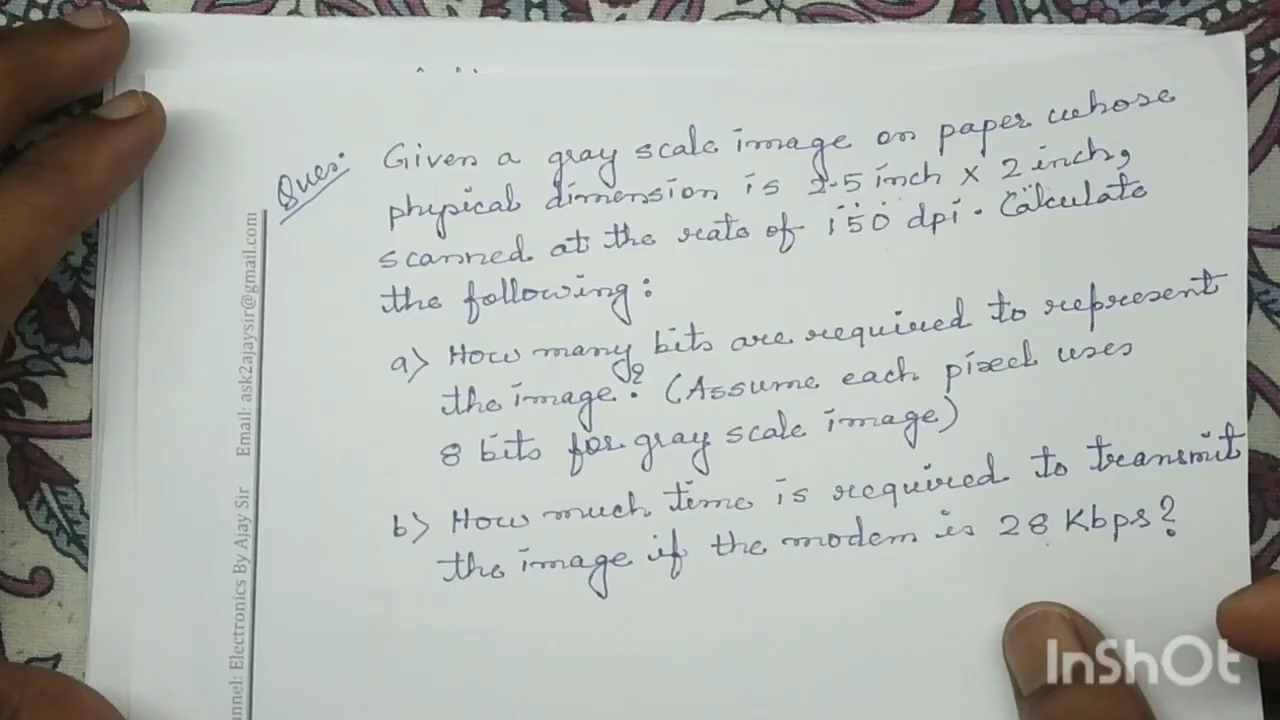 Ques:
Given a gray scale image on paper whose
physical dimension is 2.5 inch × 2 inch,
scanned at the rate of 150 dpi. Calculate
the following:
a) How many bits are required to represent
the image? (Assume each pixel uses
8 bits for gray scale image)
b) How much time is required to transmit
the image if the modem is 28 Kbps?
Email: ask2ajaysir@gmail.com
nnel: Electronics By Ajay Sir
InShOt